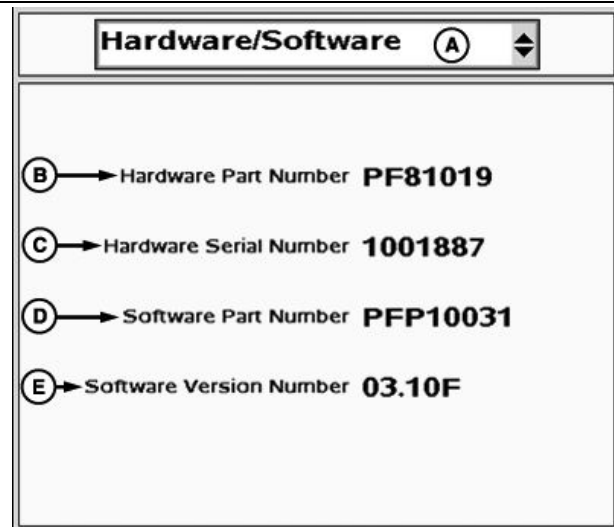 Hardware/Software A
B Hardware Part Number PF81019
C Hardware Serial Number 1001887
D Software Part Number PFP10031
E Software Version Number 03.10F